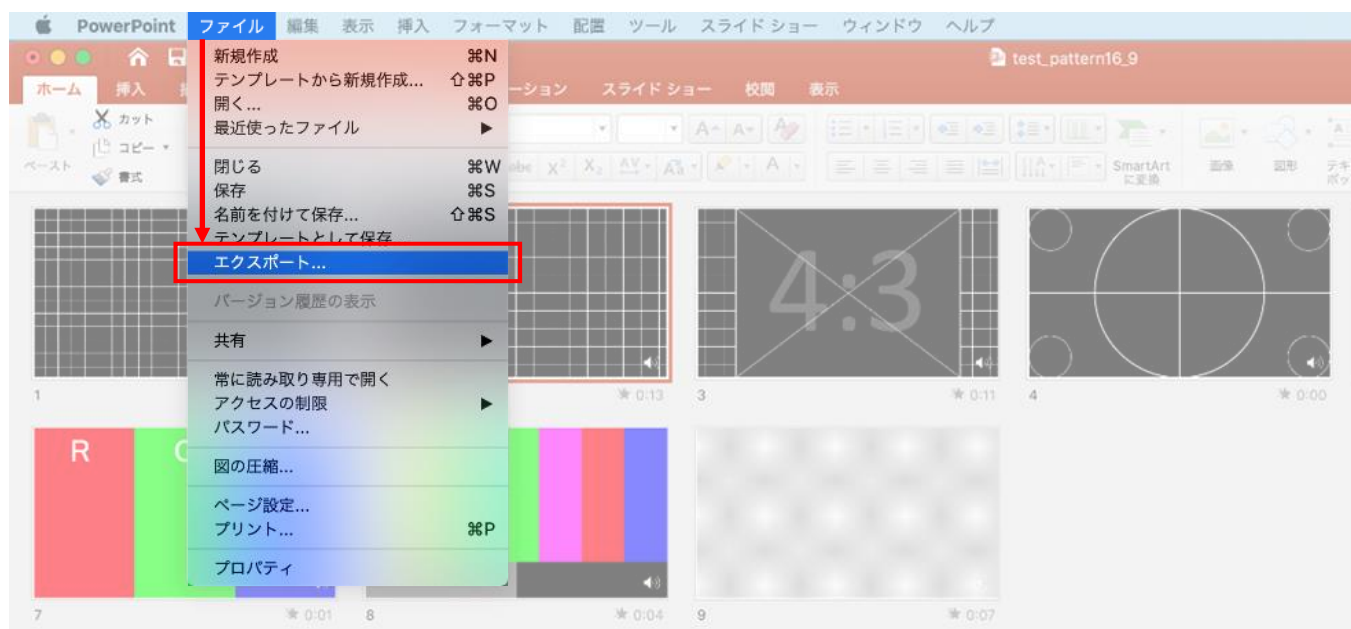 PowerPoint ファイル 編集 表示 挿入 フォーマット 配置 ツール スライド ショー ウィンドウ ヘルプ
test_pattern16_9
ホーム 挿入 ーション スライド ショー 校閲 表示
新規作成 ⌘N
テンプレートから新規作成... ⇧⌘P
開く... ⌘O
最近使ったファイル ▶
閉じる ⌘W
保存 ⌘S
名前を付けて保存... ⇧⌘S
テンプレートとして保存
エクスポート...
バージョン履歴の表示
共有 ▶
常に読み取り専用で開く
アクセスの制限 ▶
パスワード...
図の圧縮...
ページ設定...
プリント... ⌘P
プロパティ
ペースト
カット
コピー
書式
abc X² X₂ AV Aa A
SmartArt
に変換
画像
図形
テキ
ボッ
4:3
1
0:13
3
0:11
4
0:00
R
7
0:01
8
0:04
9
0:07